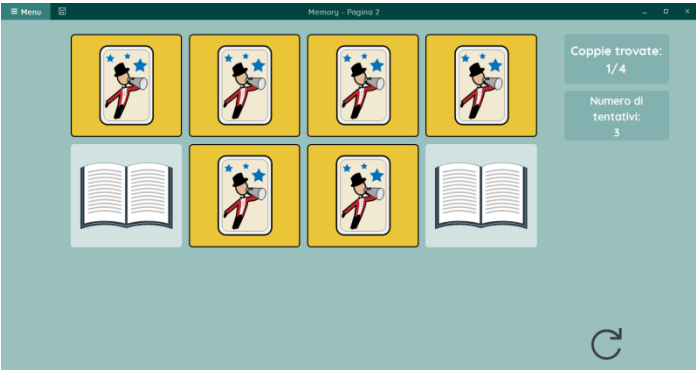 Menu
Memory - Pagina 2
Coppie trovate:
1/4
Numero di
tentativi:
3